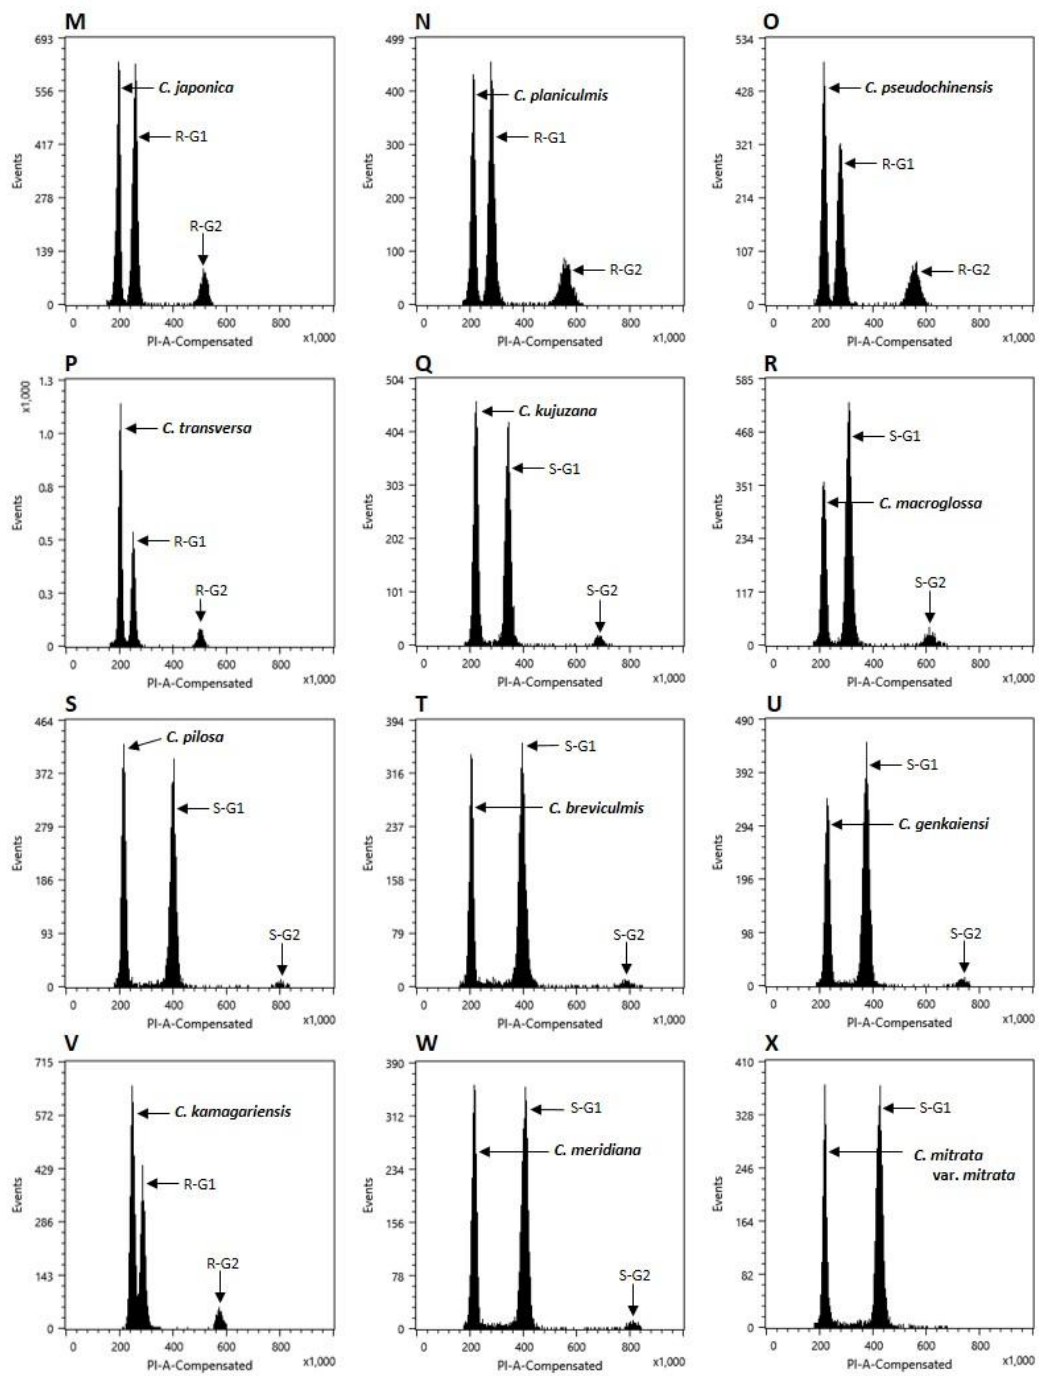 M
693
556
417
278
139
0
Events
C. japonica
R-G1
R-G2
0 200 400 600 800
x1,000
PI-A-Compensated
N
499
400
300
200
100
0
Events
C. planiculmis
R-G1
R-G2
0 200 400 600 800
x1,000
PI-A-Compensated
O
534
428
321
214
107
0
Events
C. pseudochinensis
R-G1
R-G2
0 200 400 600 800
x1,000
PI-A-Compensated
P
x1,000
1.3
1.0
0.8
0.5
0.3
0
Events
C. transversa
R-G1
R-G2
0 200 400 600 800
x1,000
PI-A-Compensated
Q
504
404
303
202
101
0
Events
C. kujuzana
S-G1
S-G2
0 200 400 600 800
x1,000
PI-A-Compensated
R
585
468
351
234
117
0
Events
S-G1
C. macroglossa
S-G2
0 200 400 600 800
x1,000
PI-A-Compensated
S
464
372
279
186
93
0
Events
C. pilosa
S-G1
S-G2
0 200 400 600 800
x1,000
PI-A-Compensated
T
394
316
237
158
79
0
Events
S-G1
C. breviculmis
S-G2
0 200 400 600 800
x1,000
PI-A-Compensated
U
490
392
294
196
98
0
Events
S-G1
C. genkaiensi
S-G2
0 200 400 600 800
x1,000
PI-A-Compensated
V
715
572
429
286
143
0
Events
C. kamagariensis
R-G1
R-G2
0 200 400 600 800
x1,000
PI-A-Compensated
W
390
312
234
156
78
0
Events
S-G1
C. meridiana
S-G2
0 200 400 600 800
x1,000
PI-A-Compensated
X
410
328
246
164
82
0
Events
S-G1
C. mitrata
var. mitrata
0 200 400 600 800
x1,000
PI-A-Compensated